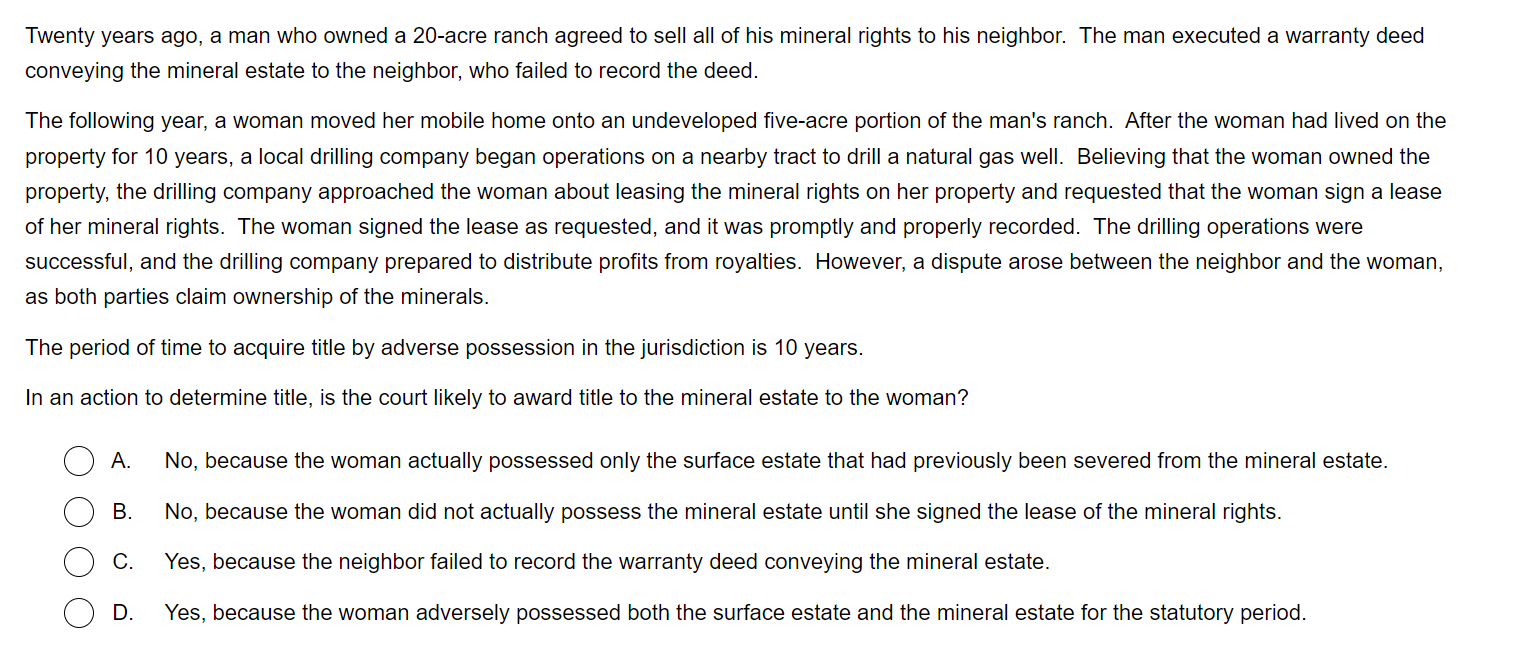 Twenty years ago, a man who owned a 20-acre ranch agreed to sell all of his mineral rights to his neighbor.  The man executed a warranty deed
conveying the mineral estate to the neighbor, who failed to record the deed.
The following year, a woman moved her mobile home onto an undeveloped five-acre portion of the man's ranch.  After the woman had lived on the
property for 10 years, a local drilling company began operations on a nearby tract to drill a natural gas well.  Believing that the woman owned the
property, the drilling company approached the woman about leasing the mineral rights on her property and requested that the woman sign a lease
of her mineral rights.  The woman signed the lease as requested, and it was promptly and properly recorded.  The drilling operations were
successful, and the drilling company prepared to distribute profits from royalties.  However, a dispute arose between the neighbor and the woman,
as both parties claim ownership of the minerals.
The period of time to acquire title by adverse possession in the jurisdiction is 10 years.
In an action to determine title, is the court likely to award title to the mineral estate to the woman?
A. No, because the woman actually possessed only the surface estate that had previously been severed from the mineral estate.
B. No, because the woman did not actually possess the mineral estate until she signed the lease of the mineral rights.
C. Yes, because the neighbor failed to record the warranty deed conveying the mineral estate.
D. Yes, because the woman adversely possessed both the surface estate and the mineral estate for the statutory period.